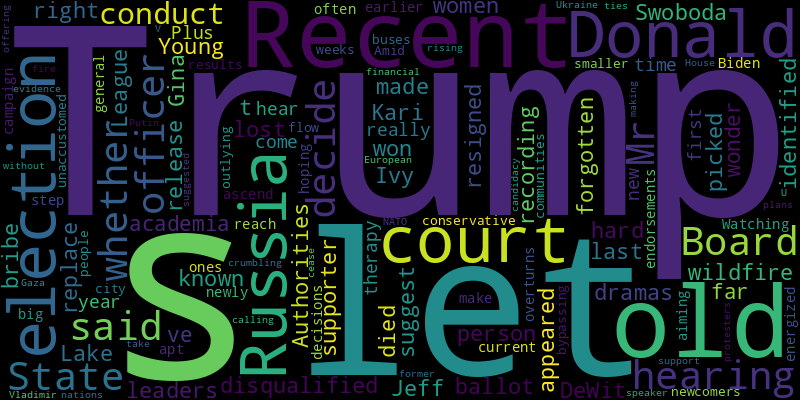 Trump
Slet
Recent
Donald
court
old
Russia
election
State
said
Board
hearing
Mr
decide
whether
officer
conduct
right
Plus
Young
often
weeks
earlier
buses
Amid
women
rising
Ukraine
ties
Swoboda
smaller
time
House
Biden
identified
offering
campaign
results
fire
evidence
general
League
Gina
v
t
hear
lost
flow
financial
made
Kari
really
won
European
Ivy
resigned
recording
forgotten
candidacy
communities
making
new
first
picked
wonder
plans
unaccustomed
Putin
without
step
release
suggested
outlying
come
hoping
ascend
academia
reach
bribe
replace
people
Gaza
city
year
big
known
ones
newly
crumbling
Authorities
supporter
cease
decisions
calling
NATO
conservative
therapy
suggest
died
make
person
current
overturns
appeared
bypassing
hard
last
endorsements
Watching
wildfire
dramas
far
aiming
protesters
energized
Lake
ve
take
apt
Vladimir
nations
leaders
disqualified
former
Jeff
ballot
DeWit
support
speaker
newcomers